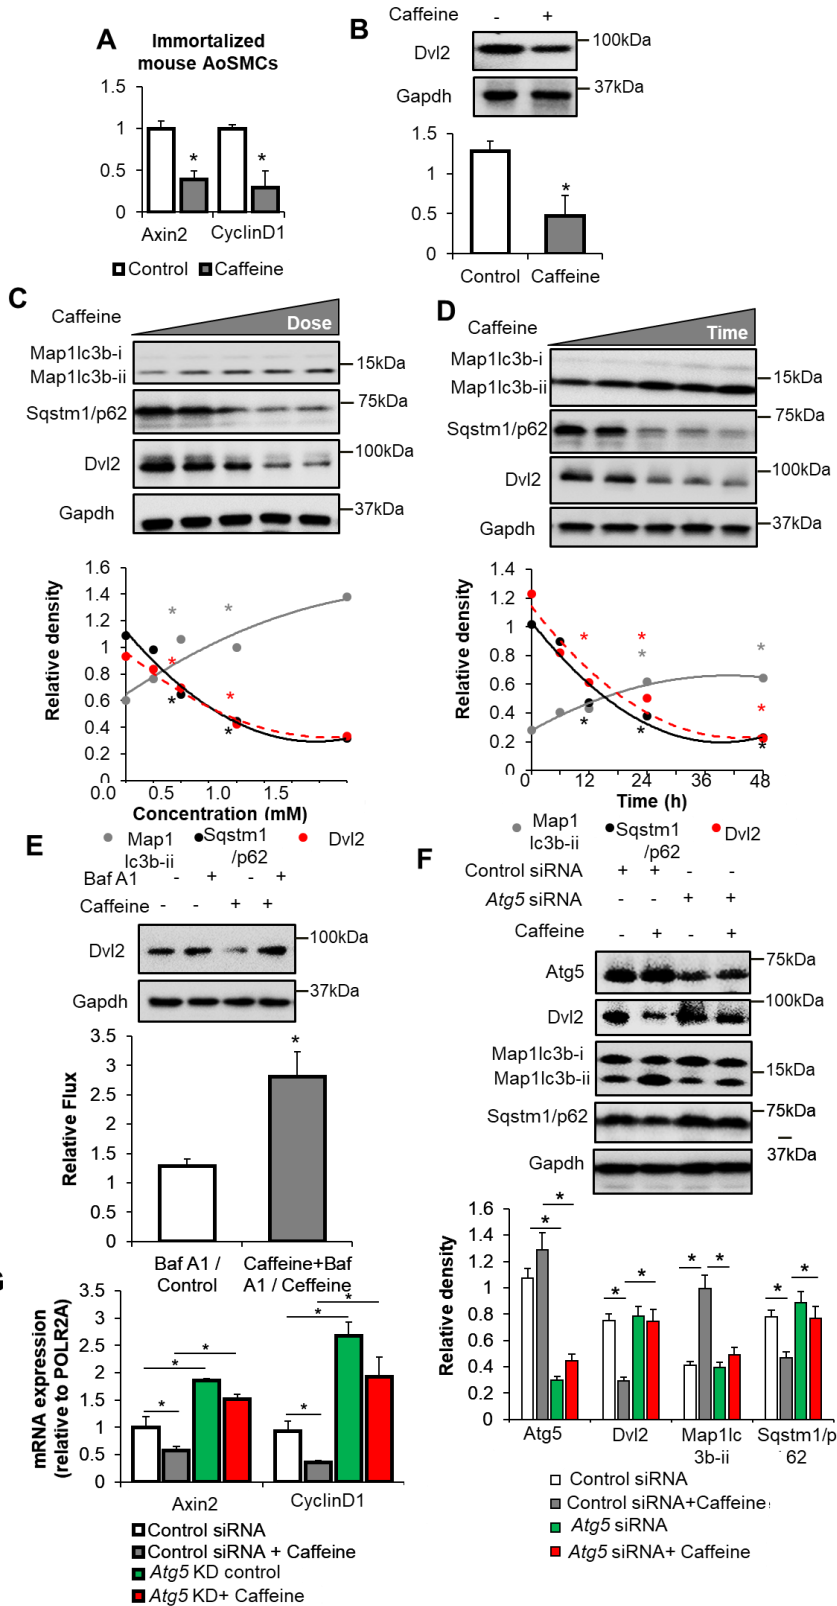 A
Immortalized
mouse AoSMCs
1.5
1
0.5
0
*
*
Axin2
CyclinD1
Control
Caffeine
B
Caffeine
-
+
Dvl2
100kDa
Gapdh
37kDa
1.5
1
0.5
0
*
Control
Caffeine
C
Caffeine
Dose
Map1lc3b-i
Map1lc3b-ii
15kDa
Sqstm1/p62
75kDa
Dvl2
100kDa
Gapdh
37kDa
Relative density
1.6
1.4
1.2
1
0.8
0.6
0.4
0.2
0
*
*
*
*
*
*
0.0
0.5
1.0
1.5
Concentration (mM)
Map1
lc3b-ii
Sqstm1
/p62
Dvl2
D
Caffeine
Time
Map1lc3b-i
Map1lc3b-ii
15kDa
Sqstm1/p62
75kDa
Dvl2
100kDa
Gapdh
37kDa
Relative density
1.4
1.2
1
0.8
0.6
0.4
0.2
0
*
*
*
*
*
*
*
*
0
12
24
36
48
Time (h)
Map1
lc3b-ii
Sqstm1
/p62
Dvl2
E
Baf A1
-
+
-
+
Caffeine
-
-
+
+
Dvl2
100kDa
Gapdh
37kDa
Relative Flux
3.5
3
2.5
2
1.5
1
0.5
0
*
Baf A1 /
Control
Caffeine+Baf
A1 / Ceffeine
F
Control siRNA
+
+
-
-
Atg5 siRNA
-
-
+
+
Caffeine
-
+
-
+
Atg5
75kDa
Dvl2
100kDa
Map1lc3b-i
Map1lc3b-ii
15kDa
Sqstm1/p62
75kDa
Gapdh
37kDa
Relative density
1.6
1.4
1.2
1
0.8
0.6
0.4
0.2
0
*
*
*
*
*
*
*
*
Atg5
Dvl2
Map1lc
3b-ii
Sqstm1/p
62
Control siRNA
Control siRNA+Caffeine
Atg5 siRNA
Atg5 siRNA+ Caffeine
mRNA expression
(relative to POLR2A)
3.5
3
2.5
2
1.5
1
0.5
0
*
*
*
*
*
*
Axin2
CyclinD1
Control siRNA
Control siRNA + Caffeine
Atg5 KD control
Atg5 KD+ Caffeine